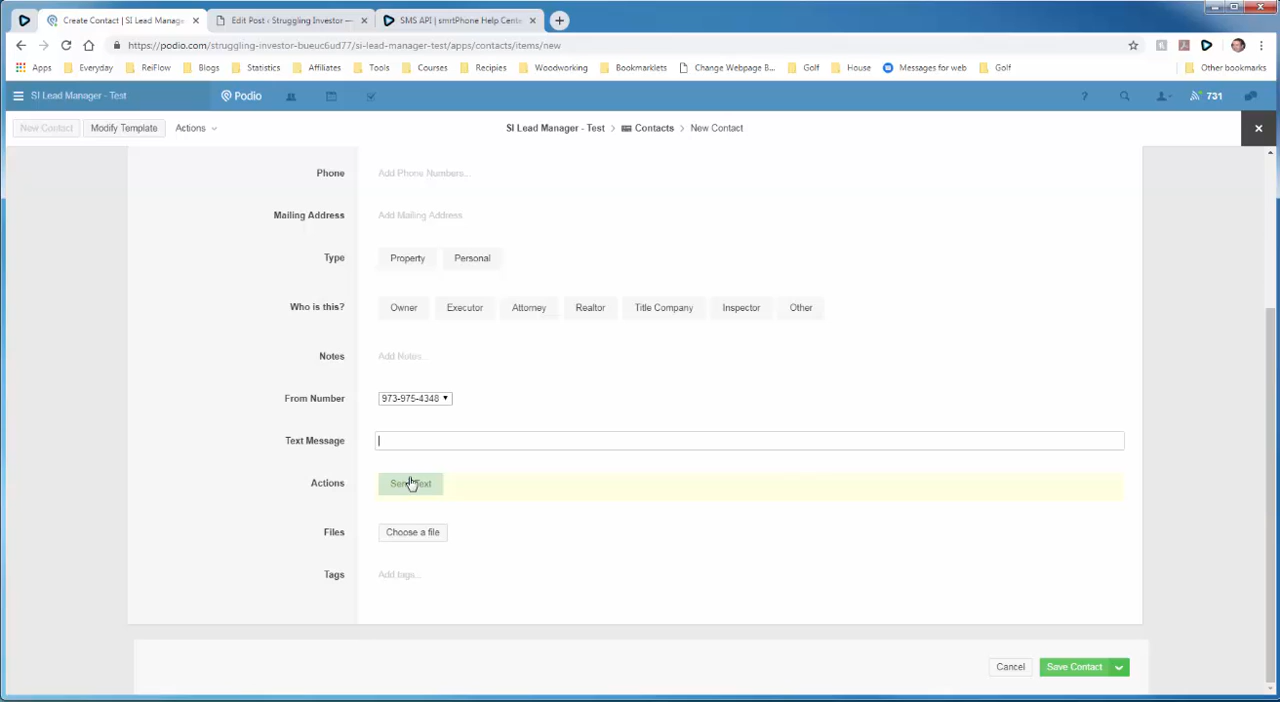 Create Contact | SI Lead Manage
Edit Post ‹ Struggling Investor —
SMS API | smrtPhone Help Cente
https://podio.com/struggling-investor-bueuc6ud77/si-lead-manager-test/apps/contacts/items/new
Apps Everyday ReiFlow Blogs Statistics Affiliates Tools Courses Recipies Woodworking Bookmarklets Change Webpage B... Golf House Messages for web Golf Other bookmarks
SI Lead Manager - Test Podio ? 731
New Contact Modify Template Actions SI Lead Manager - Test Contacts New Contact
Phone Add Phone Numbers...
Mailing Address Add Mailing Address
Type Property Personal
Who is this? Owner Executor Attorney Realtor Title Company Inspector Other
Notes Add Notes...
From Number 973-975-4348
Text Message
Actions Send Text
Files Choose a file
Tags Add tags...
Cancel Save Contact